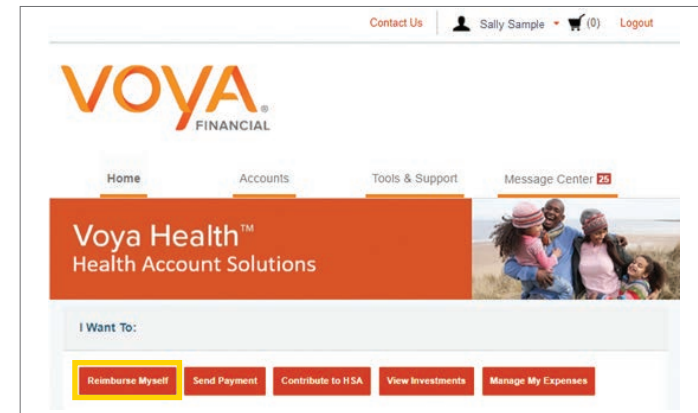 Contact Us Sally Sample (0) Logout
VOYA®
FINANCIAL
Home Accounts Tools & Support Message Center 25
Voya Health™
Health Account Solutions
I Want To:
Reimburse Myself Send Payment Contribute to HSA View Investments Manage My Expenses